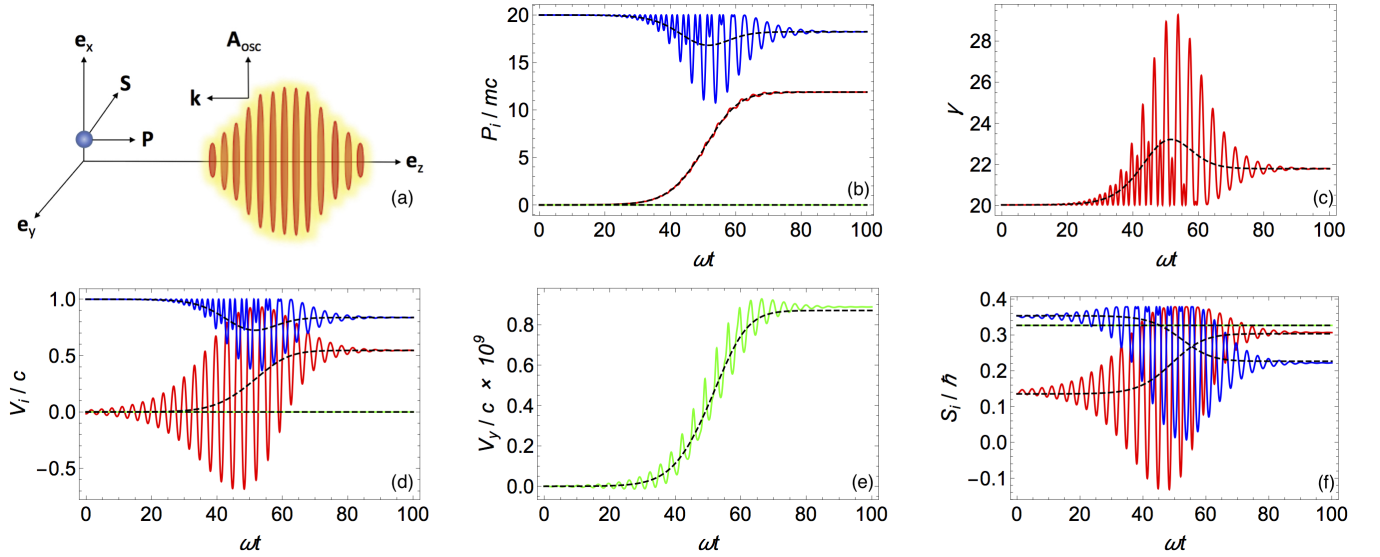 e_x
S
A_osc
k
P
e_z
e_y
(a)
P_i / mc
20
15
10
5
0
0 20 40 60 80 100
ωt
(b)
γ
28
26
24
22
20
0 20 40 60 80 100
ωt
(c)
V_i / c
1.0
0.5
0.0
−0.5
0 20 40 60 80 100
ωt
(d)
V_y / c × 10^9
0.8
0.6
0.4
0.2
0.0
0 20 40 60 80 100
ωt
(e)
S_i / ℏ
0.4
0.3
0.2
0.1
0.0
−0.1
0 20 40 60 80 100
ωt
(f)